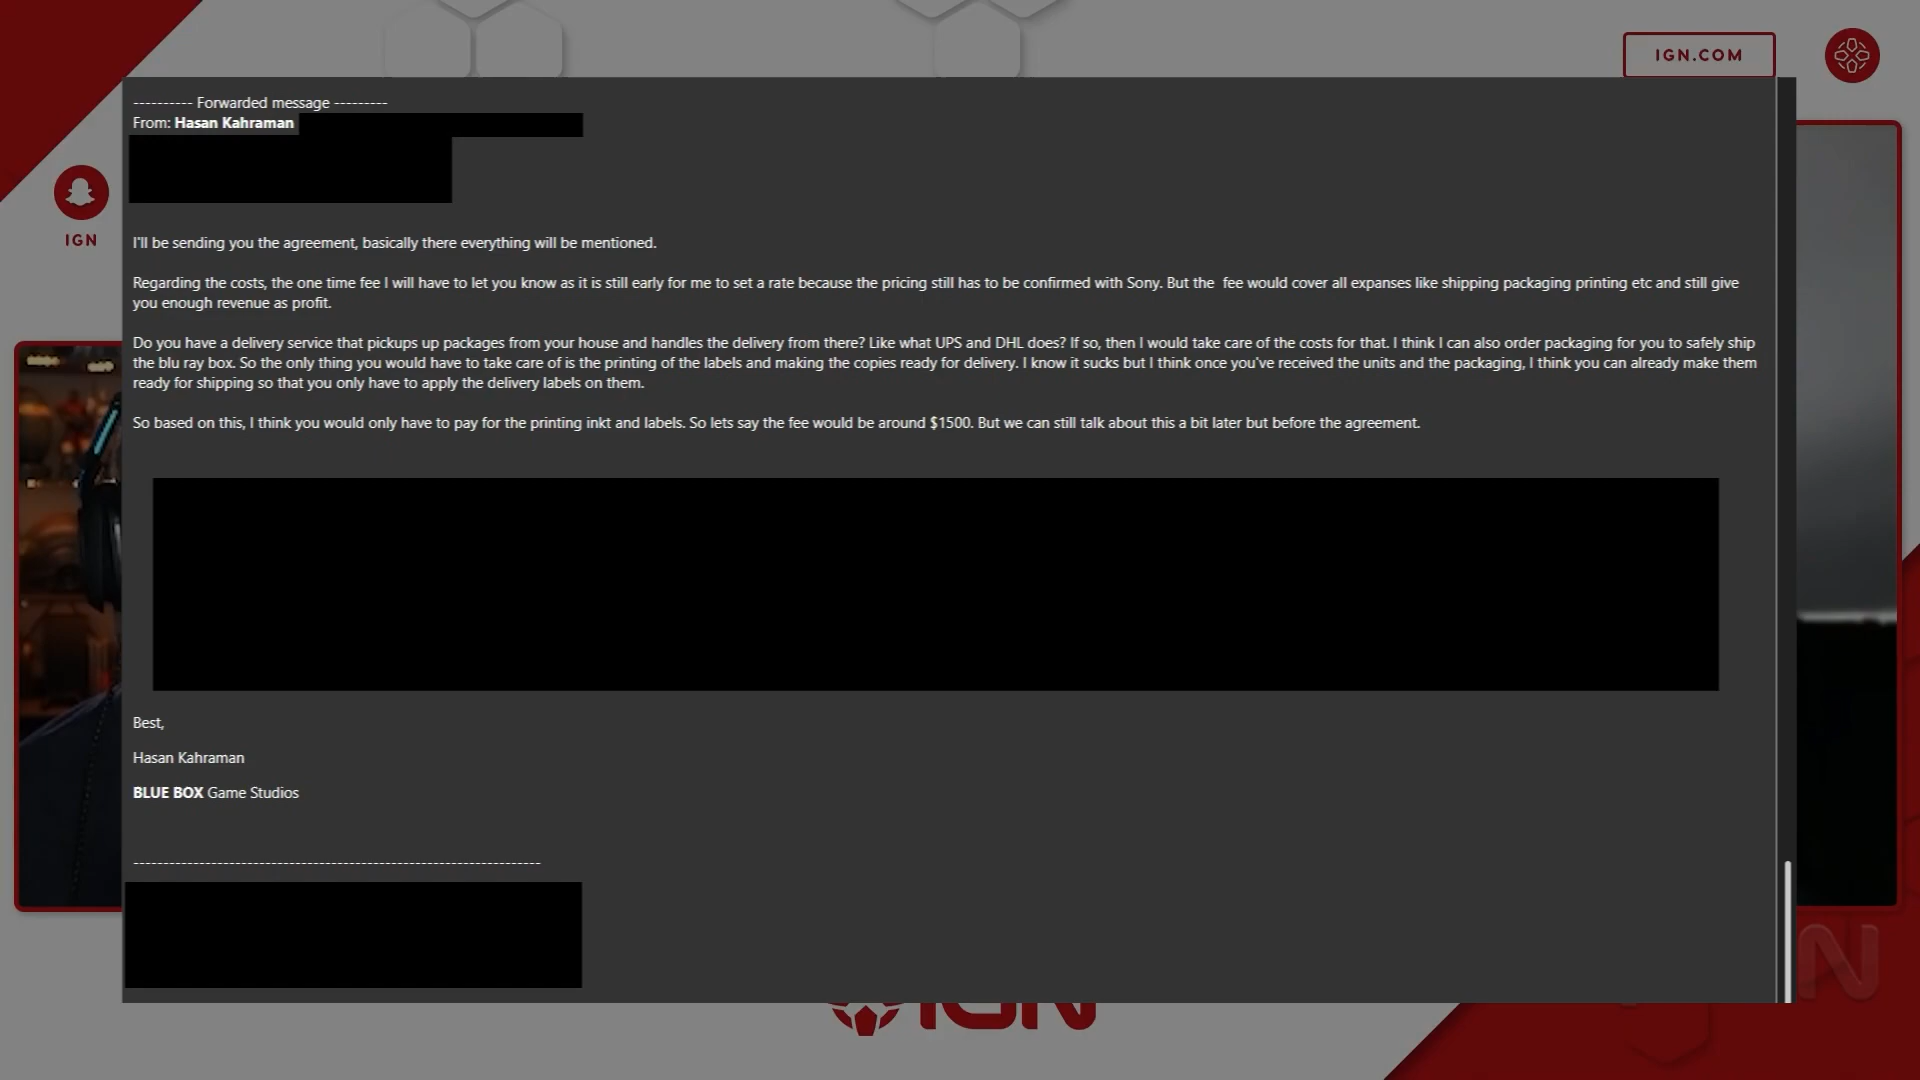 IGN.COM
---------- Forwarded message ---------
From: Hasan Kahraman
IGN
I'll be sending you the agreement, basically there everything will be mentioned.
Regarding the costs, the one time fee I will have to let you know as it is still early for me to set a rate because the pricing still has to be confirmed with Sony. But the  fee would cover all expanses like shipping packaging printing etc and still give
you enough revenue as profit.
Do you have a delivery service that pickups up packages from your house and handles the delivery from there? Like what UPS and DHL does? If so, then I would take care of the costs for that. I think I can also order packaging for you to safely ship
the blu ray box. So the only thing you would have to take care of is the printing of the labels and making the copies ready for delivery. I know it sucks but I think once you've received the units and the packaging, I think you can already make them
ready for shipping so that you only have to apply the delivery labels on them.
So based on this, I think you would only have to pay for the printing inkt and labels. So lets say the fee would be around $1500. But we can still talk about this a bit later but before the agreement.
Best,
Hasan Kahraman
BLUE BOX Game Studios
--------------------------------------------------------------------
IGN
N